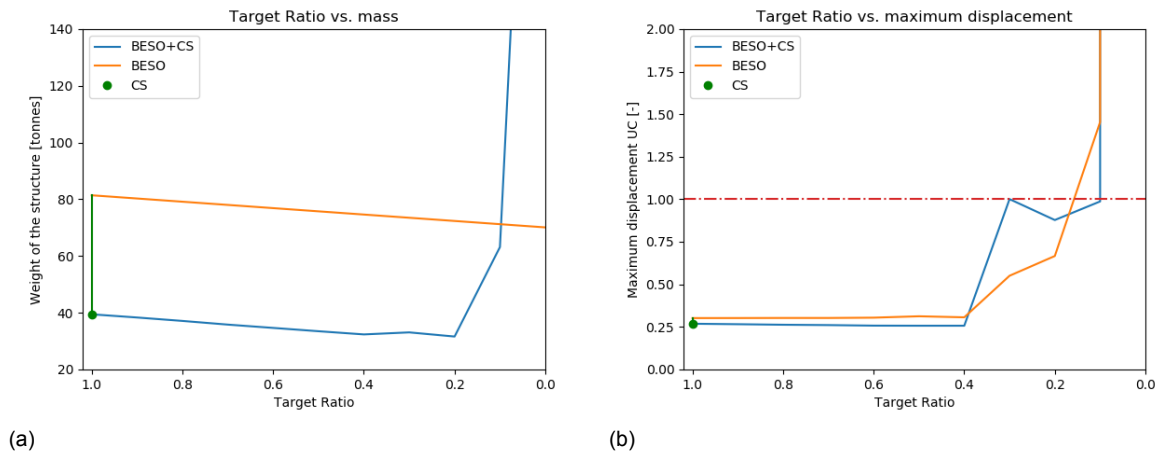 Target Ratio vs. mass
140
120
100
80
60
40
20
Weight of the structure [tonnes]
BESO+CS
BESO
CS
1.0
0.8
0.6
0.4
0.2
0.0
Target Ratio
(a)
Target Ratio vs. maximum displacement
2.00
1.75
1.50
1.25
1.00
0.75
0.50
0.25
0.00
Maximum displacement UC [-]
BESO+CS
BESO
CS
1.0
0.8
0.6
0.4
0.2
0.0
Target Ratio
(b)